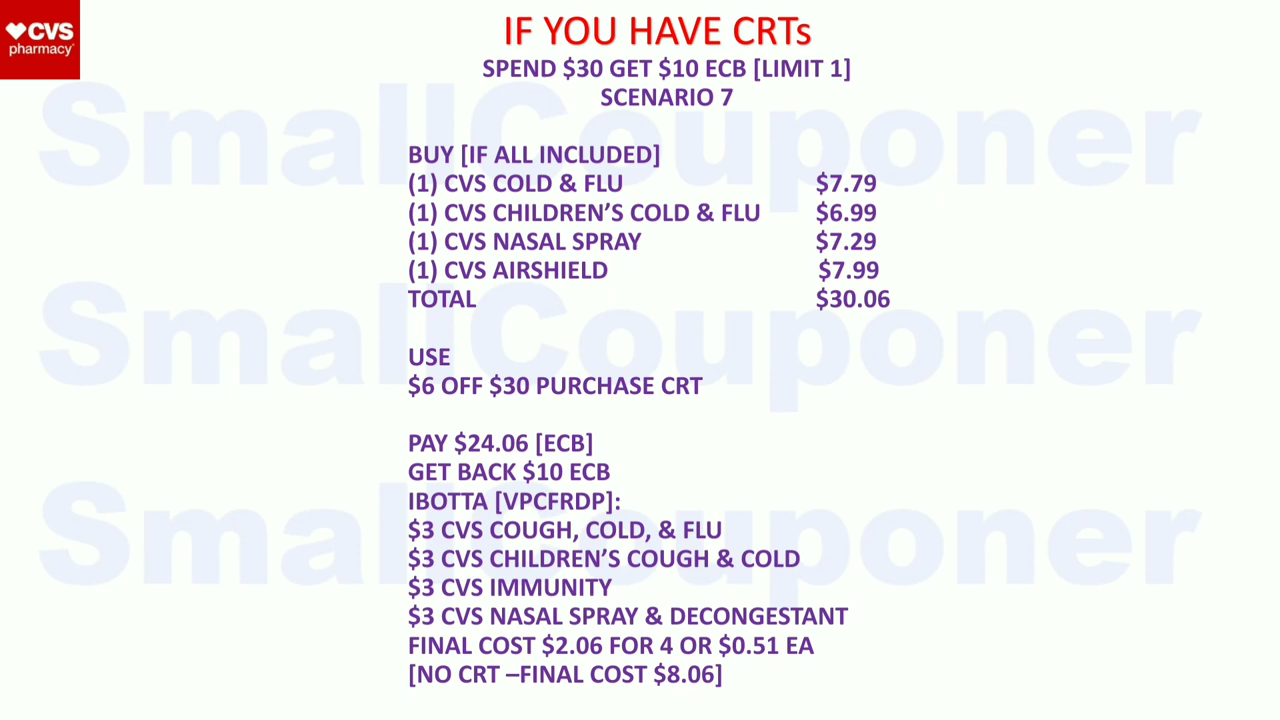 CVS
pharmacy
IF YOU HAVE CRTs
SPEND $30 GET $10 ECB [LIMIT 1]
SCENARIO 7
SmallCouponer
BUY [IF ALL INCLUDED]
(1) CVS COLD & FLU $7.79
(1) CVS CHILDREN'S COLD & FLU $6.99
(1) CVS NASAL SPRAY $7.29
(1) CVS AIRSHIELD $7.99
TOTAL $30.06
SmallCouponer
USE
$6 OFF $30 PURCHASE CRT
PAY $24.06 [ECB]
GET BACK $10 ECB
IBOTTA [VPCFRDP]:
$3 CVS COUGH, COLD, & FLU
SmallCouponer
$3 CVS CHILDREN'S COUGH & COLD
$3 CVS IMMUNITY
$3 CVS NASAL SPRAY & DECONGESTANT
FINAL COST $2.06 FOR 4 OR $0.51 EA
[NO CRT –FINAL COST $8.06]